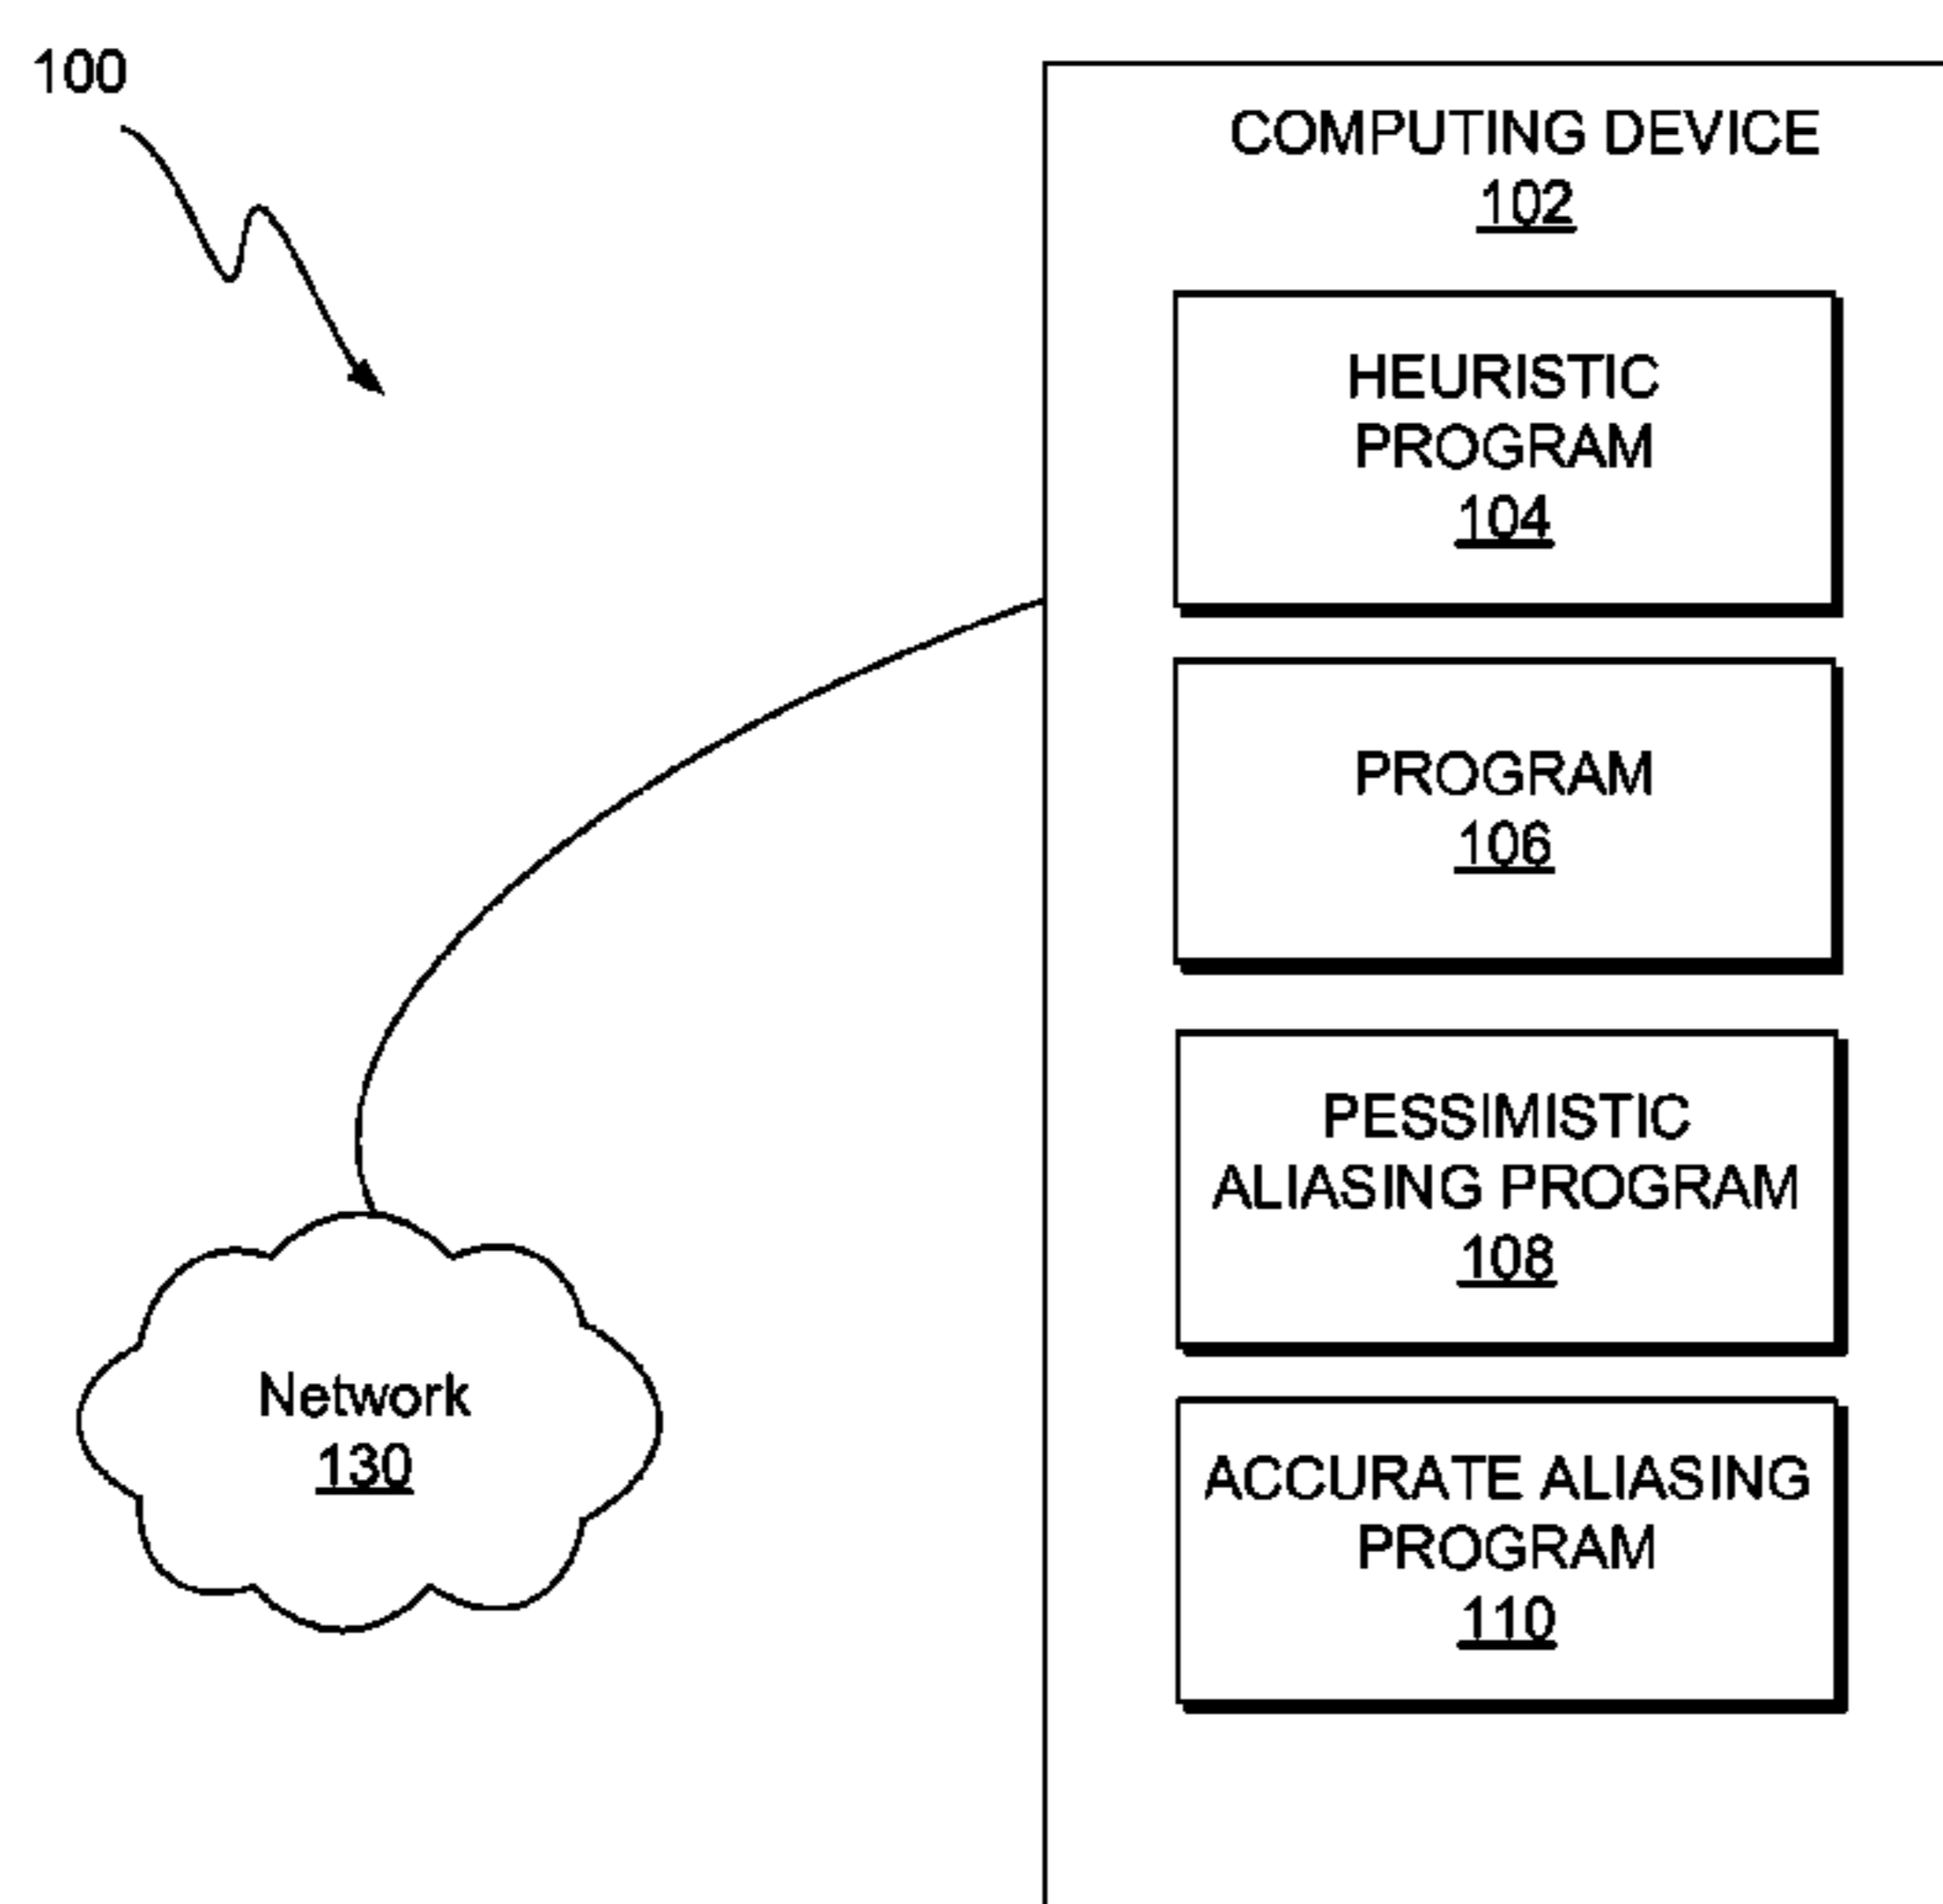 100
COMPUTING DEVICE
102
HEURISTIC
PROGRAM
104
PROGRAM
106
PESSIMISTIC
ALIASING PROGRAM
108
ACCURATE ALIASING
PROGRAM
110
Network
130